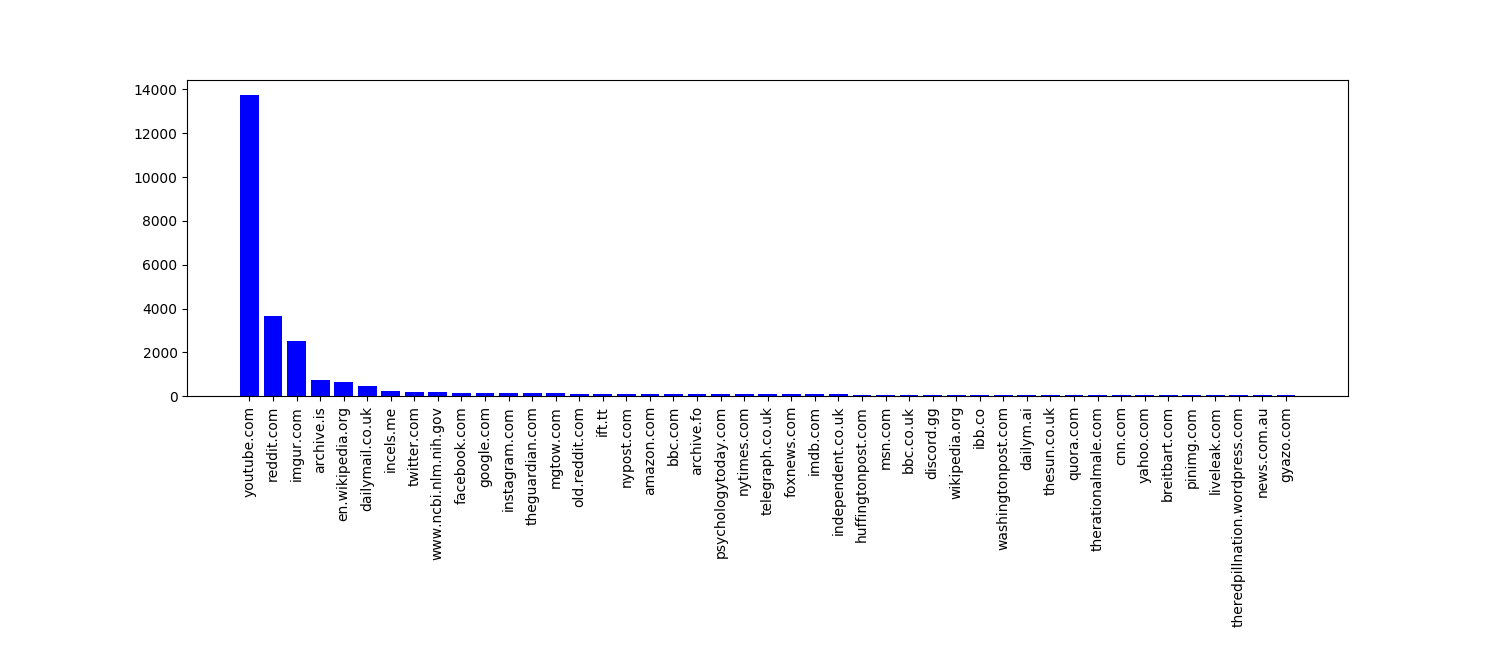 14000
12000
10000
8000
6000
4000
2000
0
youtube.com
reddit.com
imgur.com
archive.is
en.wikipedia.org
dailymail.co.uk
incels.me
twitter.com
www.ncbi.nlm.nih.gov
facebook.com
google.com
instagram.com
theguardian.com
mgtow.com
old.reddit.com
ift.tt
nypost.com
amazon.com
bbc.com
archive.fo
psychologytoday.com
nytimes.com
telegraph.co.uk
foxnews.com
imdb.com
independent.co.uk
huffingtonpost.com
msn.com
bbc.co.uk
discord.gg
wikipedia.org
ibb.co
washingtonpost.com
dailym.ai
thesun.co.uk
quora.com
therationalmale.com
cnn.com
yahoo.com
breitbart.com
pinimg.com
liveleak.com
theredpillnation.wordpress.com
news.com.au
gyazo.com